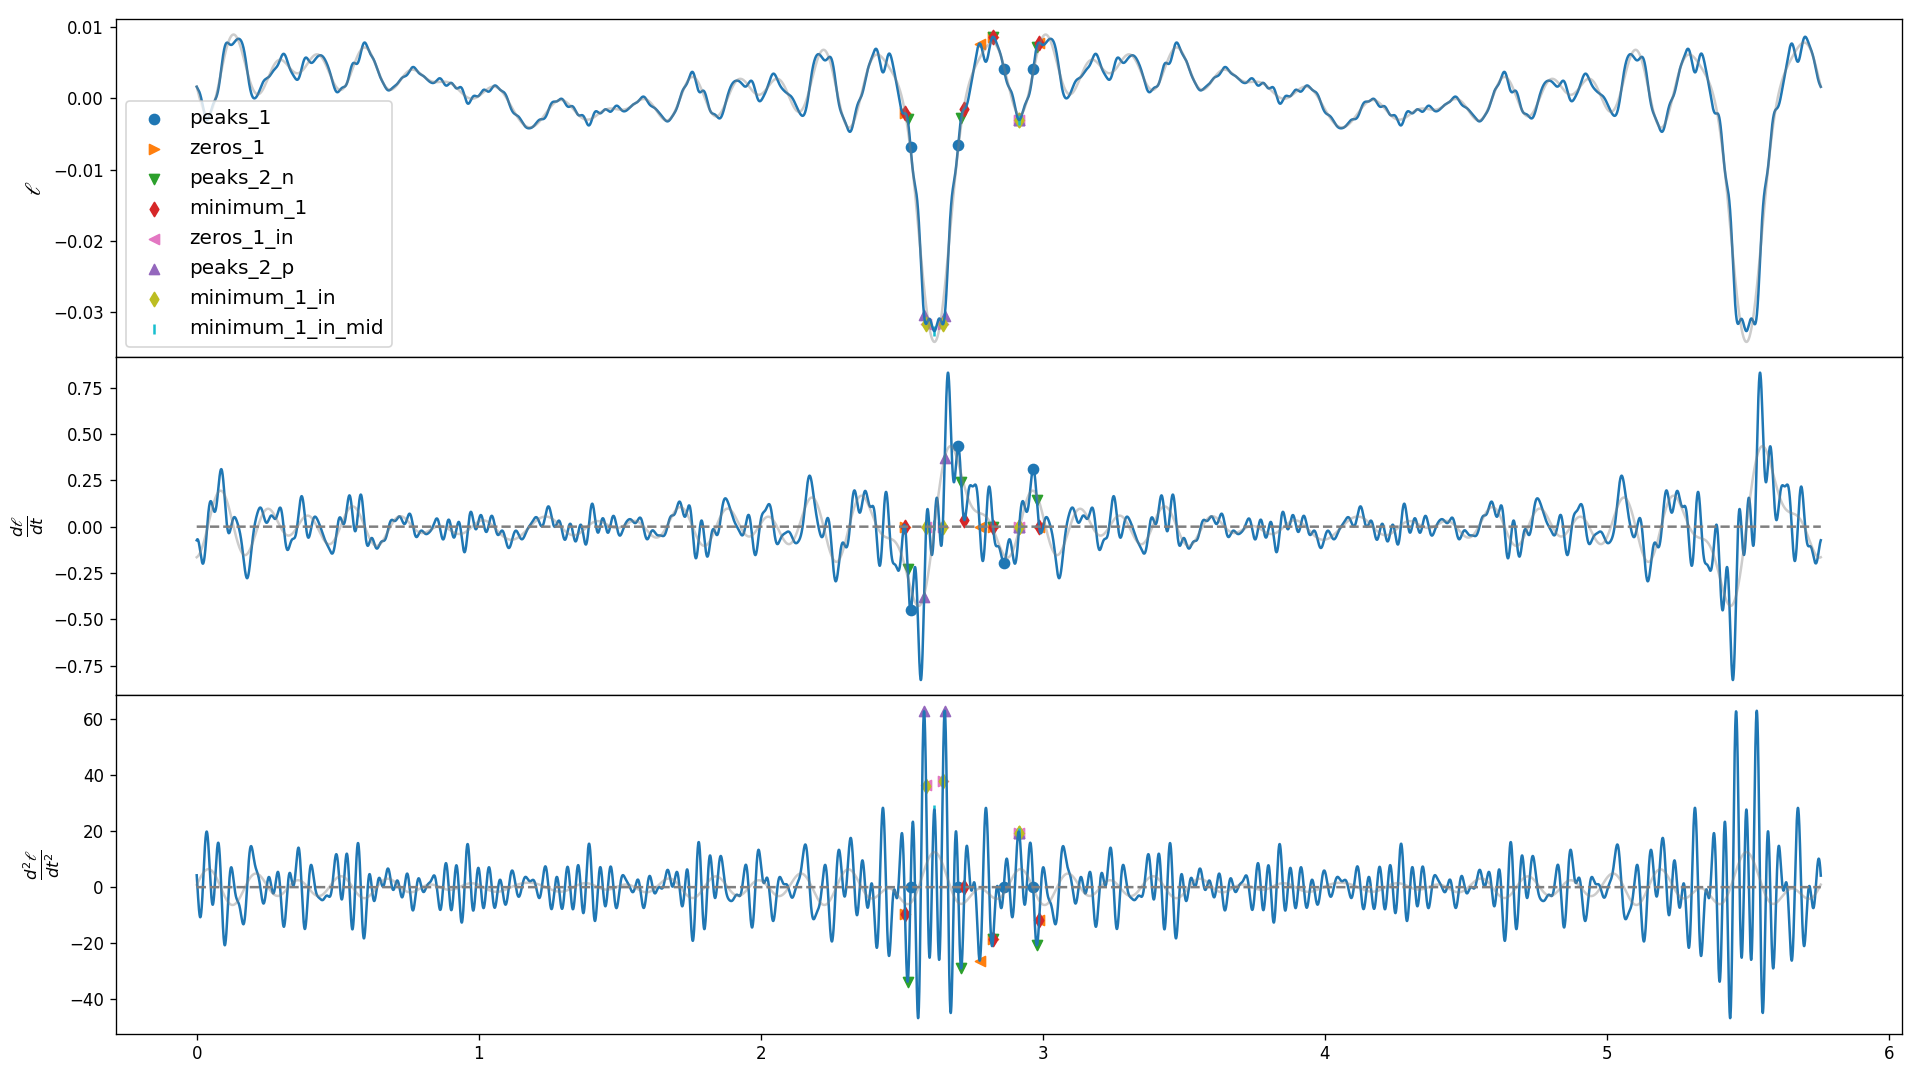 0.01
0.00
−0.01
−0.02
−0.03
ℓ
peaks_1
zeros_1
peaks_2_n
minimum_1
zeros_1_in
peaks_2_p
minimum_1_in
minimum_1_in_mid
0.75
0.50
0.25
0.00
−0.25
−0.50
−0.75
dℓ
dt
60
40
20
0
−20
−40
d²ℓ
dt²
0 1 2 3 4 5 6